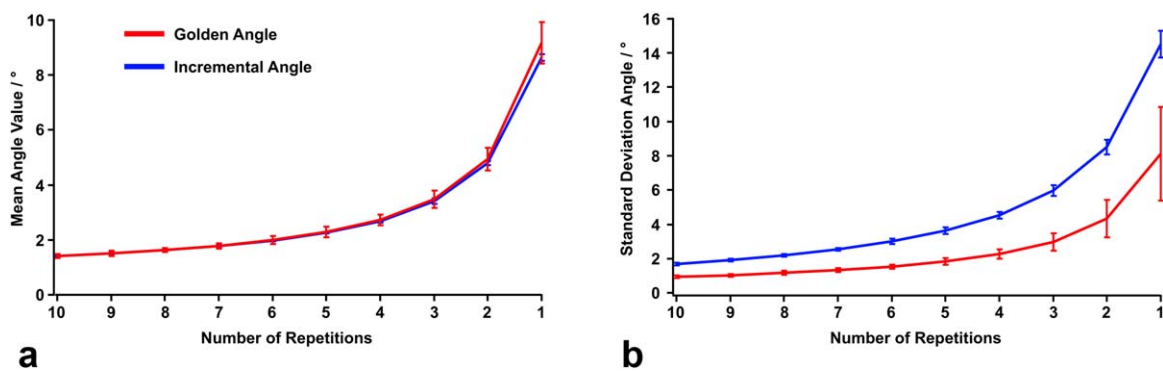 Mean Angle Value / °
10
8
6
4
2
0
Golden Angle
Incremental Angle
10 9 8 7 6 5 4 3 2 1
Number of Repetitions
a
Standard Deviation Angle / °
16
14
12
10
8
6
4
2
0
10 9 8 7 6 5 4 3 2 1
Number of Repetitions
b